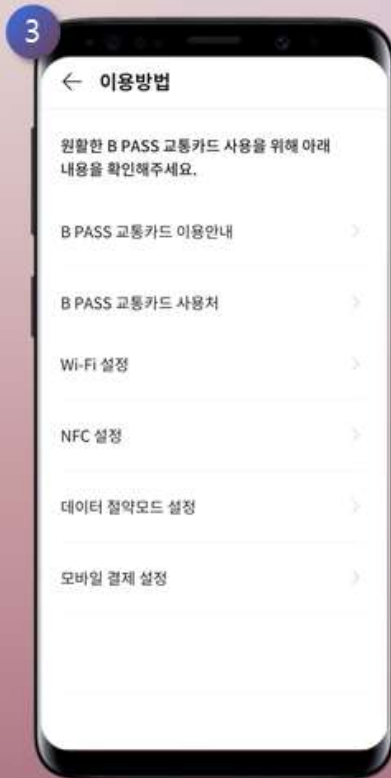 3
이용방법
원활한 B PASS 교통카드 사용을 위해 아래
내용을 확인해주세요.
B PASS 교통카드 이용안내
B PASS 교통카드 사용처
Wi-Fi 설정
NFC 설정
데이터 절약모드 설정
모바일 결제 설정